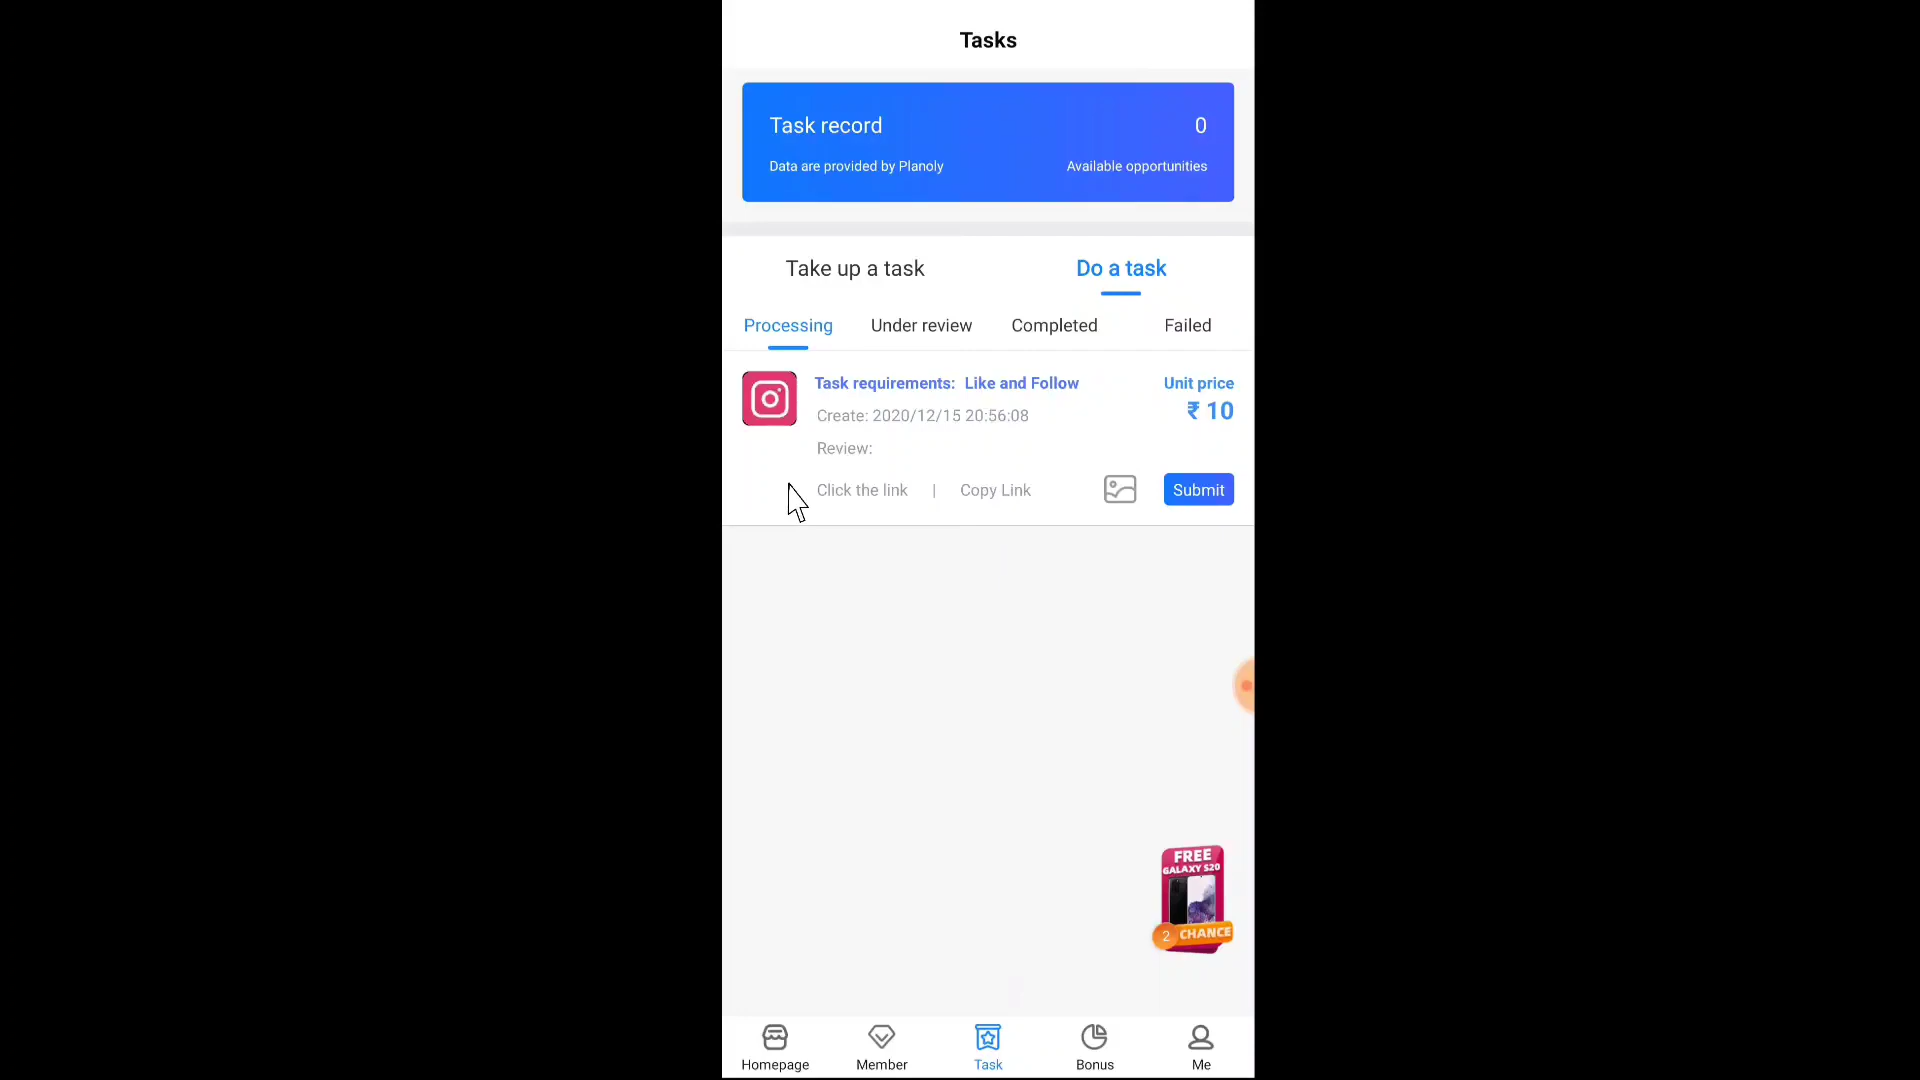 Tasks
Task record 0
Data are provided by Planoly Available opportunities
Take up a task Do a task
Processing Under review Completed Failed
Task requirements: Like and Follow Unit price
Create: 2020/12/15 20:56:08 ₹ 10
Review:
Click the link | Copy Link Submit
FREE
GALAXY S20
2 CHANCE
Homepage Member Task Bonus Me